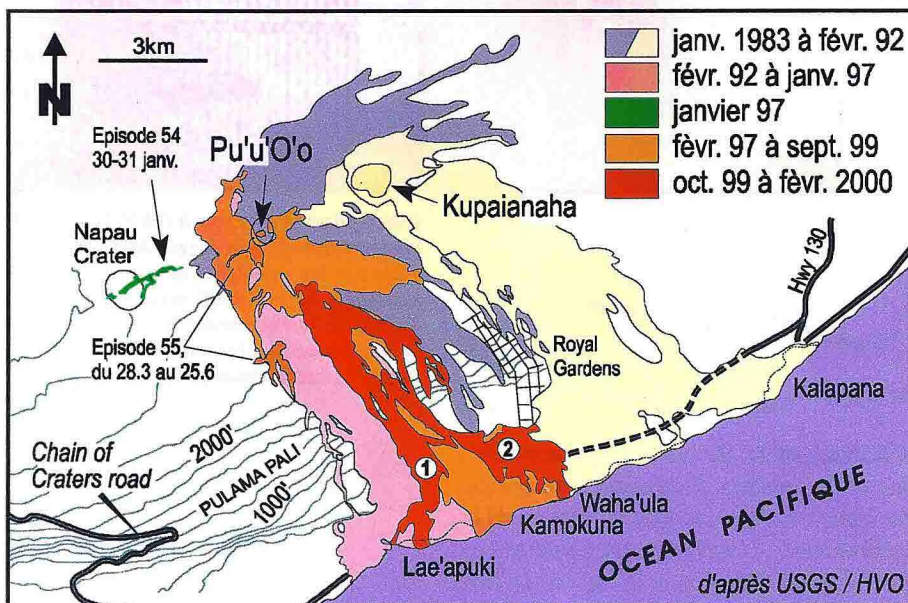 N
3km
janv. 1983 à févr. 92
févr. 92 à janv. 97
janvier 97
fèvr. 97 à sept. 99
oct. 99 à fèvr. 2000
Episode 54
30-31 janv.
Pu'u'O'o
Kupaianaha
Napau
Crater
Hwy 130
Episode 55,
du 28.3 au 25.6
Royal
Gardens
Kalapana
2000'
Chain of
Craters road
PULAMA PALI
1000'
1
2
Waha'ula
Kamokuna
Lae'apuki
OCEAN PACIFIQUE
d'après USGS / HVO